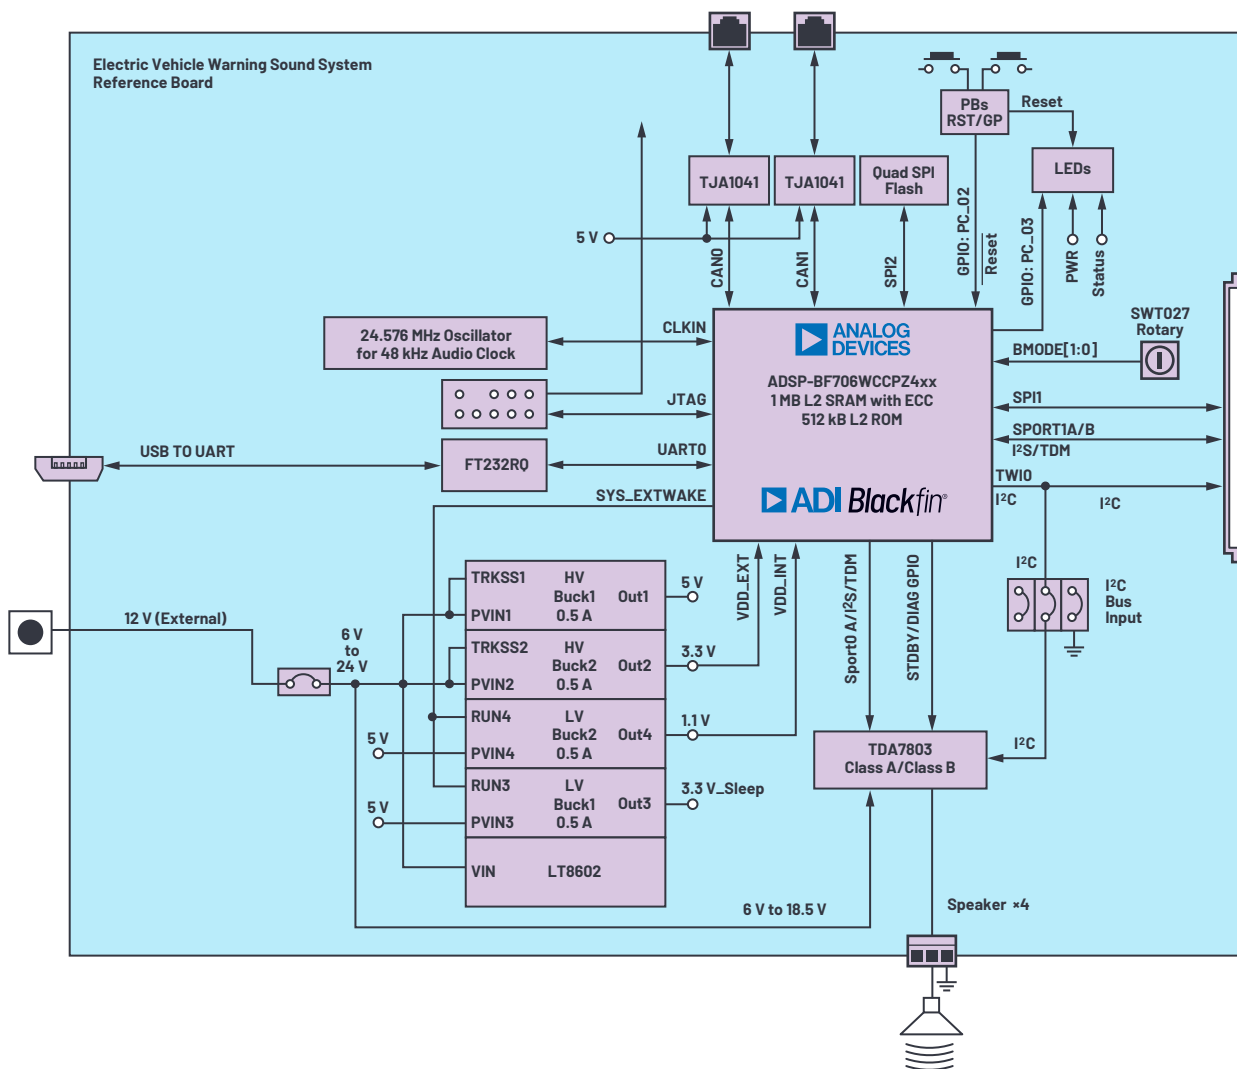 Electric Vehicle Warning Sound System
Reference Board
PBs
RST/GP
Reset
LEDs
TJA1041
TJA1041
Quad SPI
Flash
5 V
CAN0
CAN1
SPI2
GPIO: PC_02
Reset
GPIO: PC_03
PWR
Status
SWT027
Rotary
24.576 MHz Oscillator
for 48 kHz Audio Clock
CLKIN
JTAG
USB TO UART
FT232RQ
UART0
SYS_EXTWAKE
ANALOG
DEVICES
ADSP-BF706WCCPZ4xx
1 MB L2 SRAM with ECC
512 kB L2 ROM
ADI Blackfin®
BMODE[1:0]
SPI1
SPORT1A/B
I²S/TDM
TWI0
I²C
I²C
I²C
I²C
Bus
Input
I²C
VDD_EXT
VDD_INT
Sport0 A/I²S/TDM
STDBY/DIAG GPIO
12 V (External)
6 V
to
24 V
TRKSS1
HV
Buck1
0.5 A
Out1
PVIN1
5 V
TRKSS2
HV
Buck2
0.5 A
Out2
PVIN2
3.3 V
RUN4
LV
Buck2
0.5 A
Out4
PVIN4
5 V
1.1 V
RUN3
LV
Buck1
0.5 A
Out3
PVIN3
5 V
3.3 V_Sleep
VIN
LT8602
TDA7803
Class A/Class B
6 V to 18.5 V
Speaker ×4